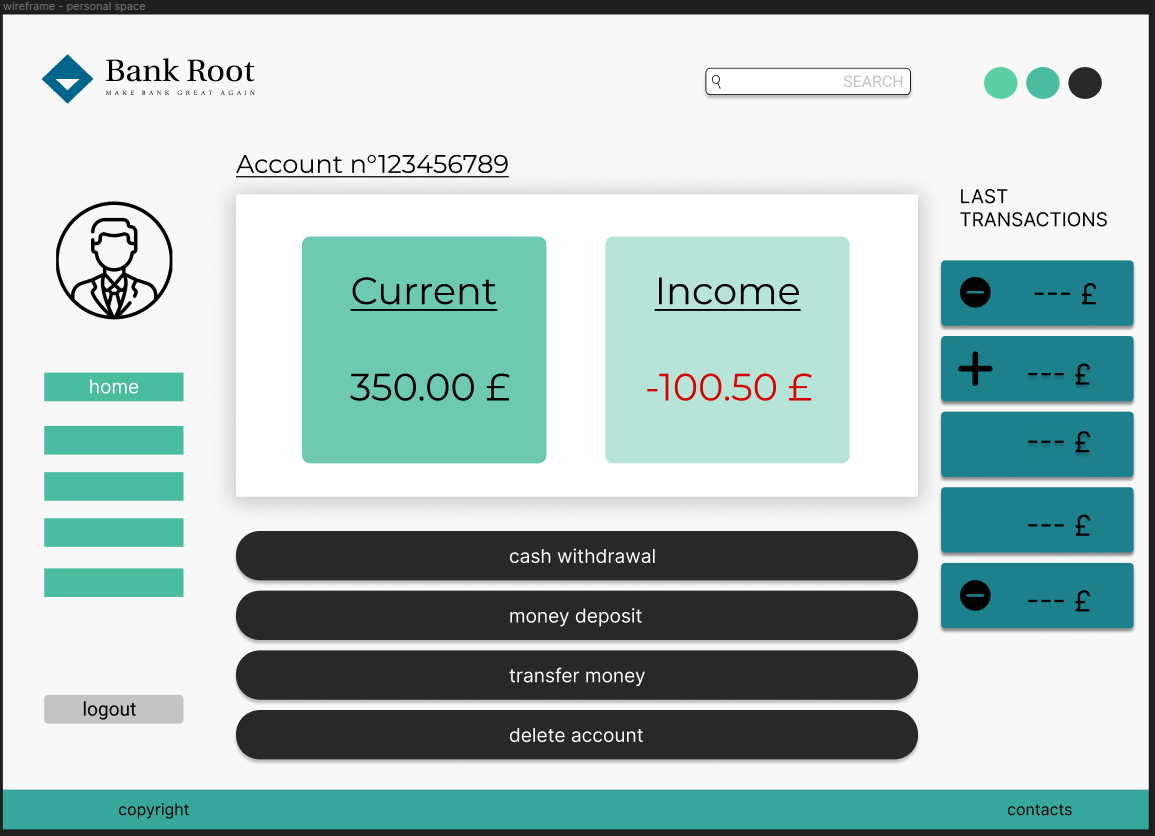 wireframe - personal space
Bank Root
MAKE BANK GREAT AGAIN
SEARCH
Account n°123456789
Current
350.00 £
Income
-100.50 £
LAST
TRANSACTIONS
--- £
--- £
--- £
--- £
--- £
home
logout
cash withdrawal
money deposit
transfer money
delete account
copyright
contacts